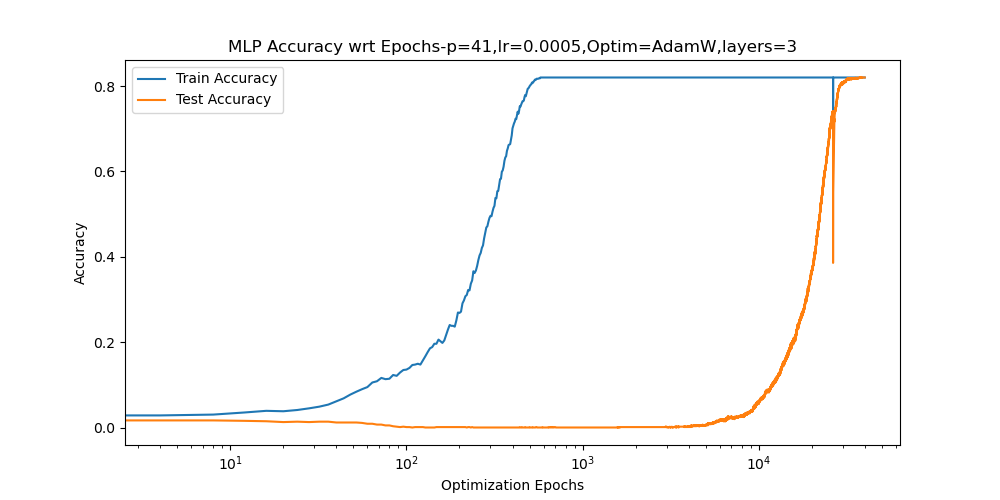 MLP Accuracy wrt Epochs-p=41,lr=0.0005,Optim=AdamW,layers=3
Train Accuracy
Test Accuracy
0.8
0.6
0.4
0.2
0.0
Accuracy
10¹ 10² 10³ 10⁴
Optimization Epochs